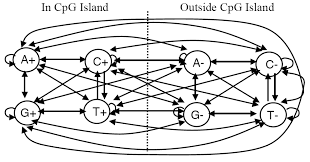 In CpG Island Outside CpG Island
A+ C+ A- C-
G+ T+ G- T-